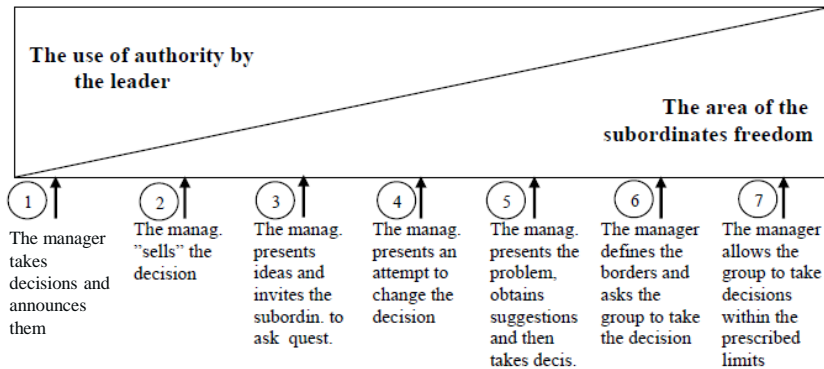 The use of authority by
the leader
The area of the
subordinates freedom
1
2
3
4
5
6
7
The manager
takes
decisions and
announces
them
The manag.
”sells” the
decision
The manag.
presents
ideas and
invites the
subordin. to
ask quest.
The manag.
presents an
attempt to
change the
decision
The manag.
presents the
problem,
obtains
suggestions
and then
takes decis.
The manager
defines the
borders and
asks the
group to take
the decision
The manager
allows the
group to take
decisions
within the
prescribed
limits